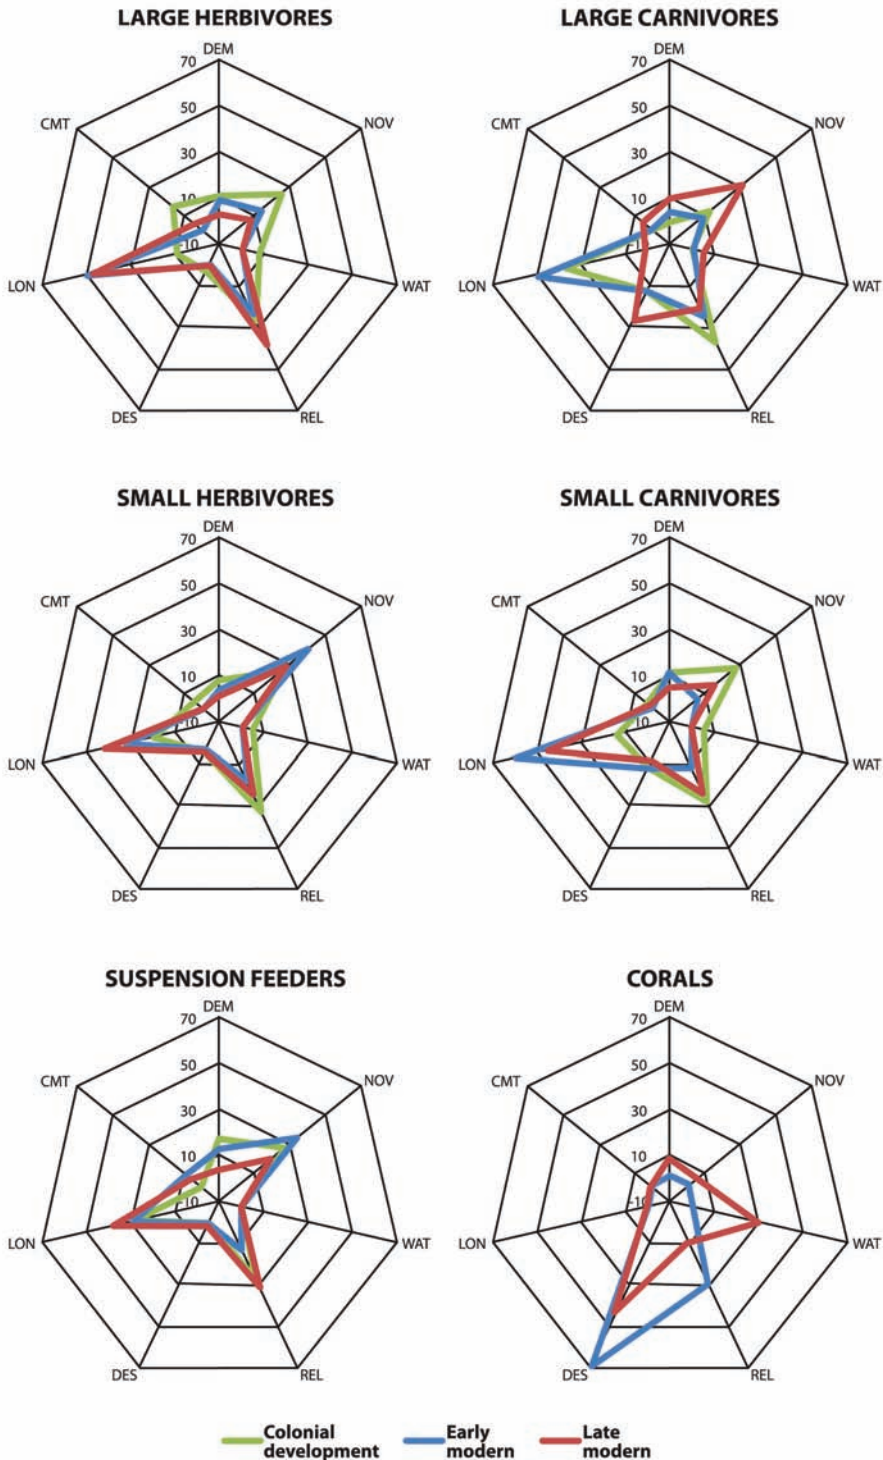 LARGE HERBIVORES
DEM
70
50
30
10
-10
NOV
WAT
REL
DES
LON
CMT
LARGE CARNIVORES
DEM
70
50
30
10
-10
NOV
WAT
REL
DES
LON
CMT
SMALL HERBIVORES
DEM
70
50
30
10
-10
NOV
WAT
REL
DES
LON
CMT
SMALL CARNIVORES
DEM
70
50
30
10
-10
NOV
WAT
REL
DES
LON
CMT
SUSPENSION FEEDERS
DEM
70
50
30
10
-10
NOV
WAT
REL
DES
LON
CMT
CORALS
DEM
70
50
30
10
-10
NOV
WAT
REL
DES
LON
CMT
Colonial
development
Early
modern
Late
modern